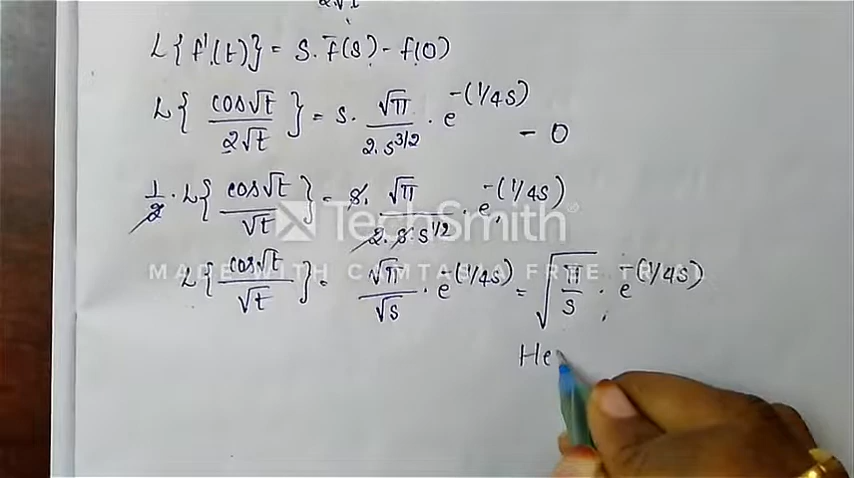 2√t
L{f'(t)} = S. f̄(s) - f(0)
L{ cos√t / 2√t } = s. √π / 2.s^3/2 . e^-(1/4s) - 0
1/2 . L{ cos√t / √t } = s. √π / 2.s.s^1/2 . e^-(1/4s)
L{ cos√t / √t } = √π / √s . e^-(1/4s) = √(π/s) . e^-(1/4s)
He
TechSmith®
MADE WITH CAMTASIA FREE TRIAL